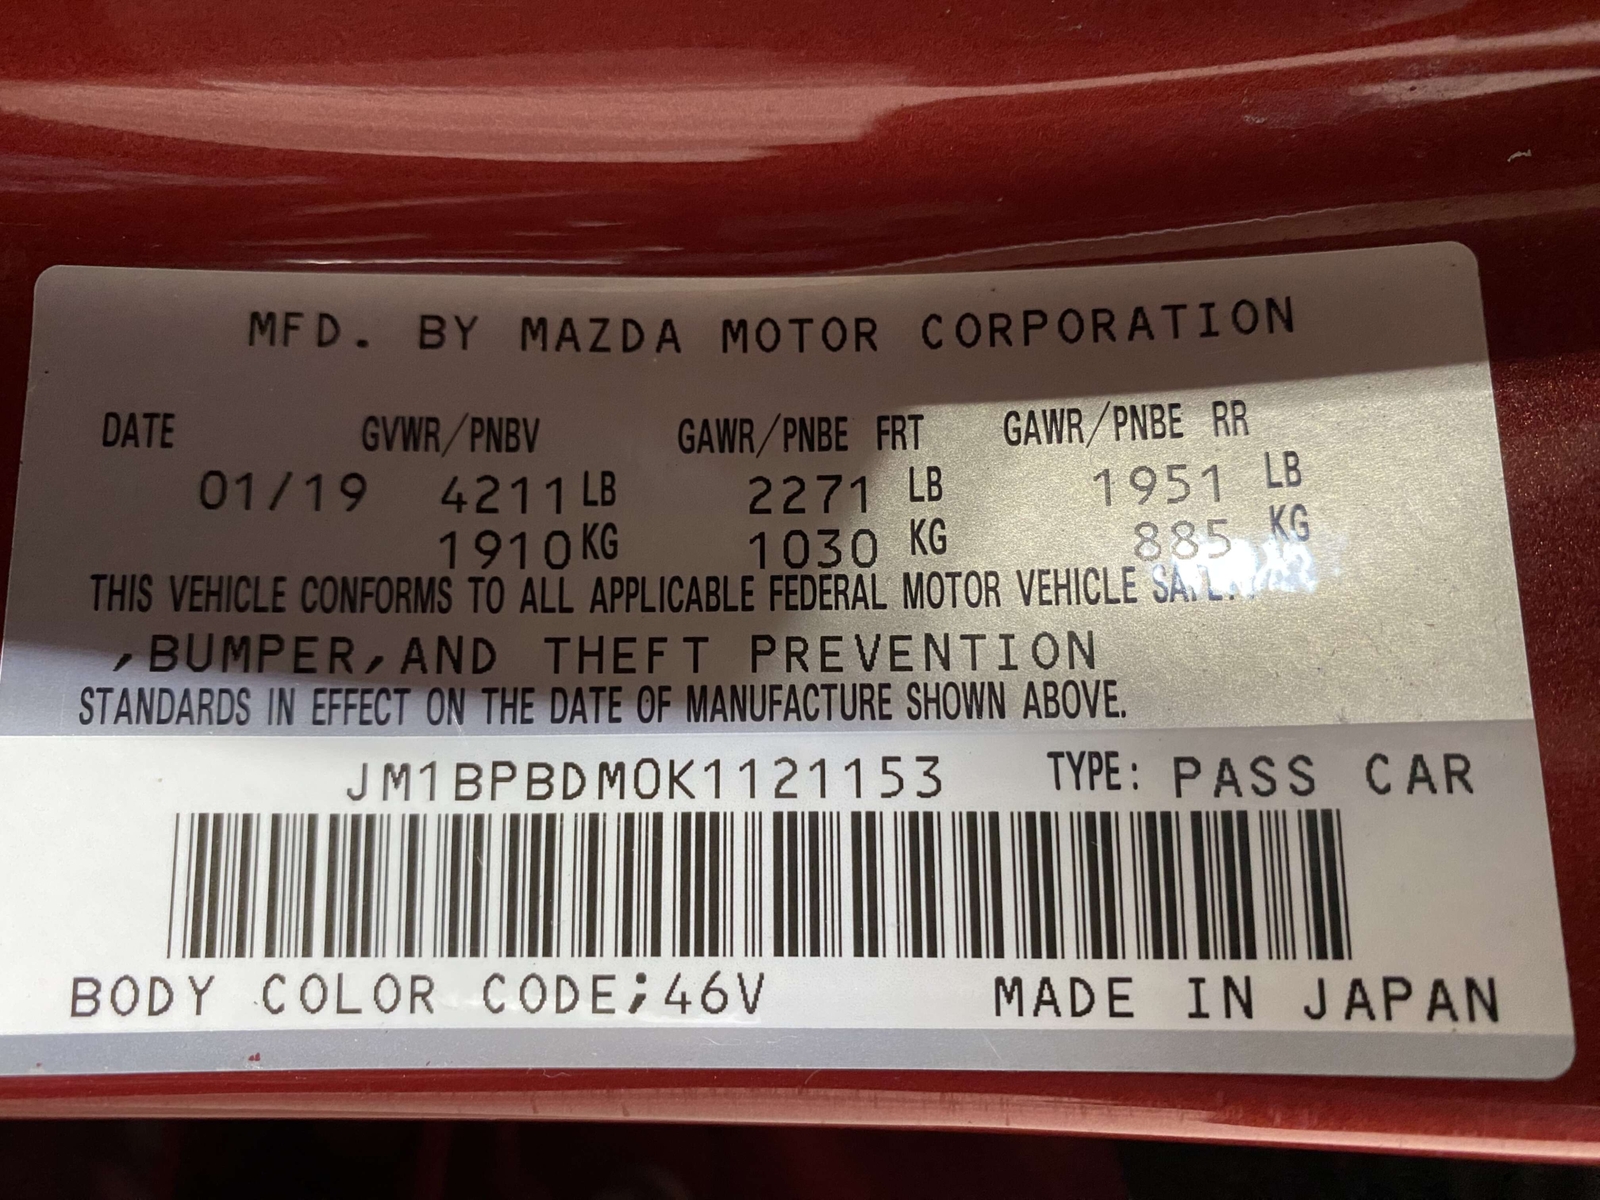 MFD. BY MAZDA MOTOR CORPORATION
DATE GVWR/PNBV GAWR/PNBE FRT GAWR/PNBE RR
01/19 4211 LB 2271 LB 1951 LB
1910 KG 1030 KG 885 KG
THIS VEHICLE CONFORMS TO ALL APPLICABLE FEDERAL MOTOR VEHICLE
,BUMPER,AND THEFT PREVENTION
STANDARDS IN EFFECT ON THE DATE OF MANUFACTURE SHOWN ABOVE.
JM1BPBDM0K1121153 TYPE: PASS CAR
BODY COLOR CODE;46V MADE IN JAPAN